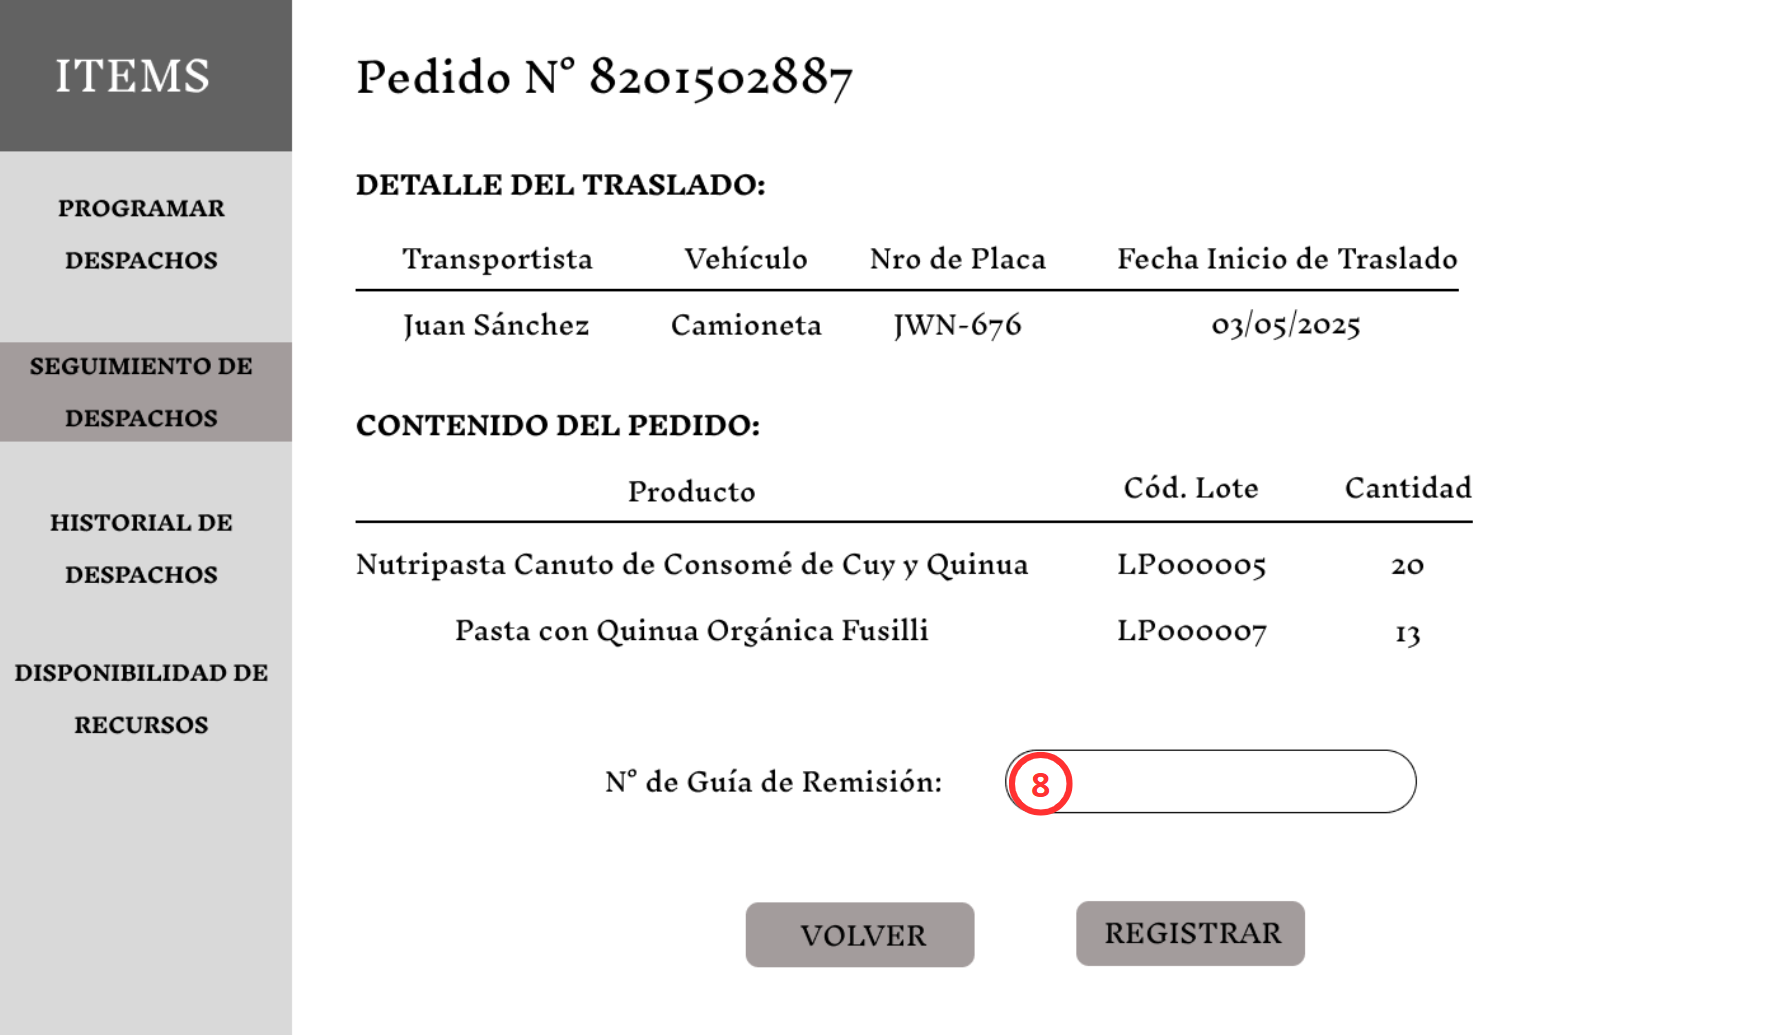 ITEMS
PROGRAMAR
DESPACHOS
SEGUIMIENTO DE
DESPACHOS
HISTORIAL DE
DESPACHOS
DISPONIBILIDAD DE
RECURSOS
Pedido N° 8201502887
DETALLE DEL TRASLADO:
Transportista Vehículo Nro de Placa Fecha Inicio de Traslado
Juan Sánchez Camioneta JWN-676 03/05/2025
CONTENIDO DEL PEDIDO:
Producto Cód. Lote Cantidad
Nutripasta Canuto de Consomé de Cuy y Quinua LP000005 20
Pasta con Quinua Orgánica Fusilli LP000007 13
N° de Guía de Remisión: 8
VOLVER REGISTRAR